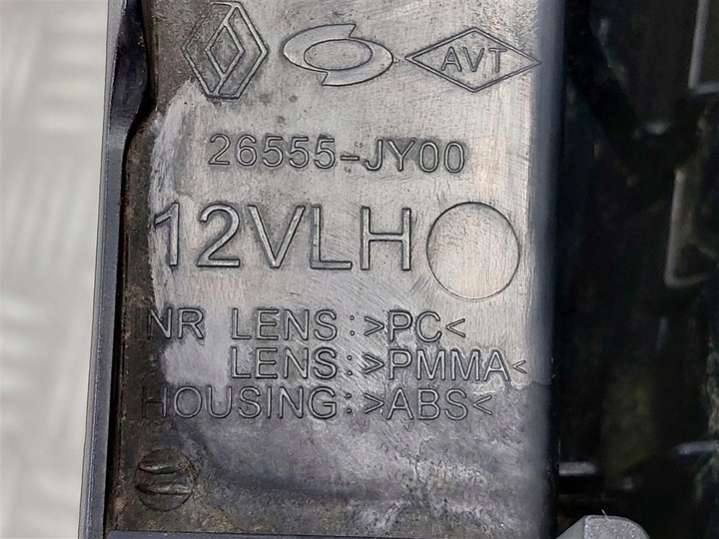 AVT
26555-JY00
12VLH
INR LENS:>PC<
LENS:>PMMA<
HOUSING:>ABS<